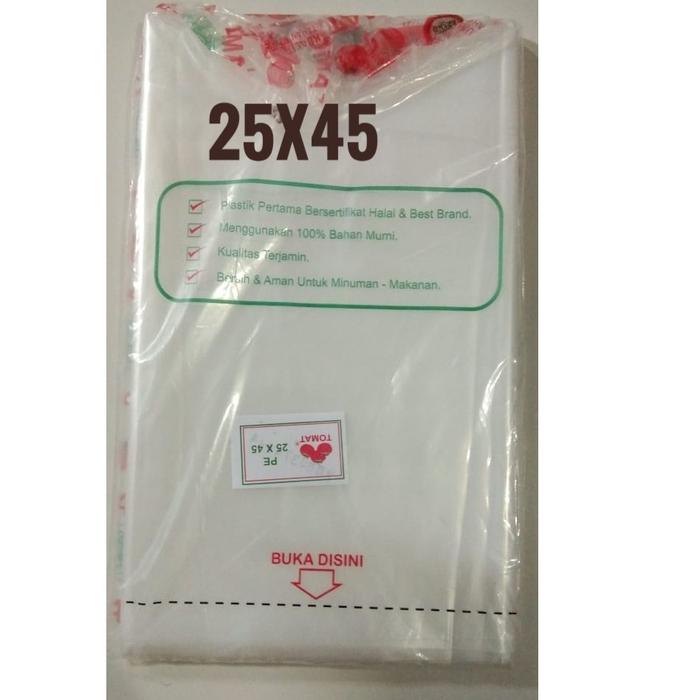 25X45
Plastik Pertama Bersertifikat Halal & Best Brand.
Menggunakan 100% Bahan Murni.
Kualitas Terjamin.
Bersih & Aman Untuk Minuman - Makanan.
TOMAT
PE
25 X 45
BUKA DISINI